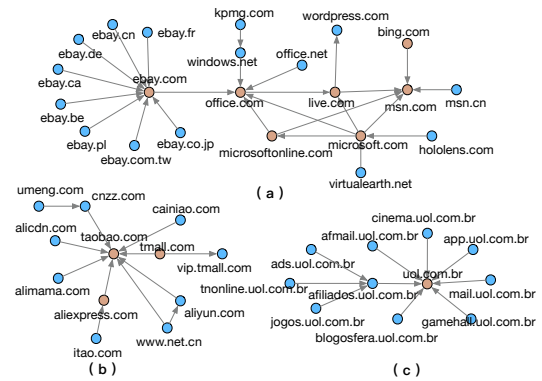 kpmg.com
wordpress.com
ebay.cn
ebay.fr
bing.com
ebay.de
office.net
windows.net
ebay.com
ebay.ca
office.com
live.com
msn.com
msn.cn
ebay.be
ebay.pl
ebay.co.jp
ebay.com.tw
microsoftonline.com
microsoft.com
hololens.com
virtualearth.net
(a)
umeng.com
cnzz.com
cainiao.com
alicdn.com
taobao.com
tmall.com
vip.tmall.com
alimama.com
aliexpress.com
aliyun.com
www.net.cn
itao.com
(b)
cinema.uol.com.br
afmail.uol.com.br
app.uol.com.br
ads.uol.com.br
uol.com.br
tnonline.uol.com.br
afiliados.uol.com.br
mail.uol.com.br
jogos.uol.com.br
gamehall.uol.com.br
blogosfera.uol.com.br
(c)